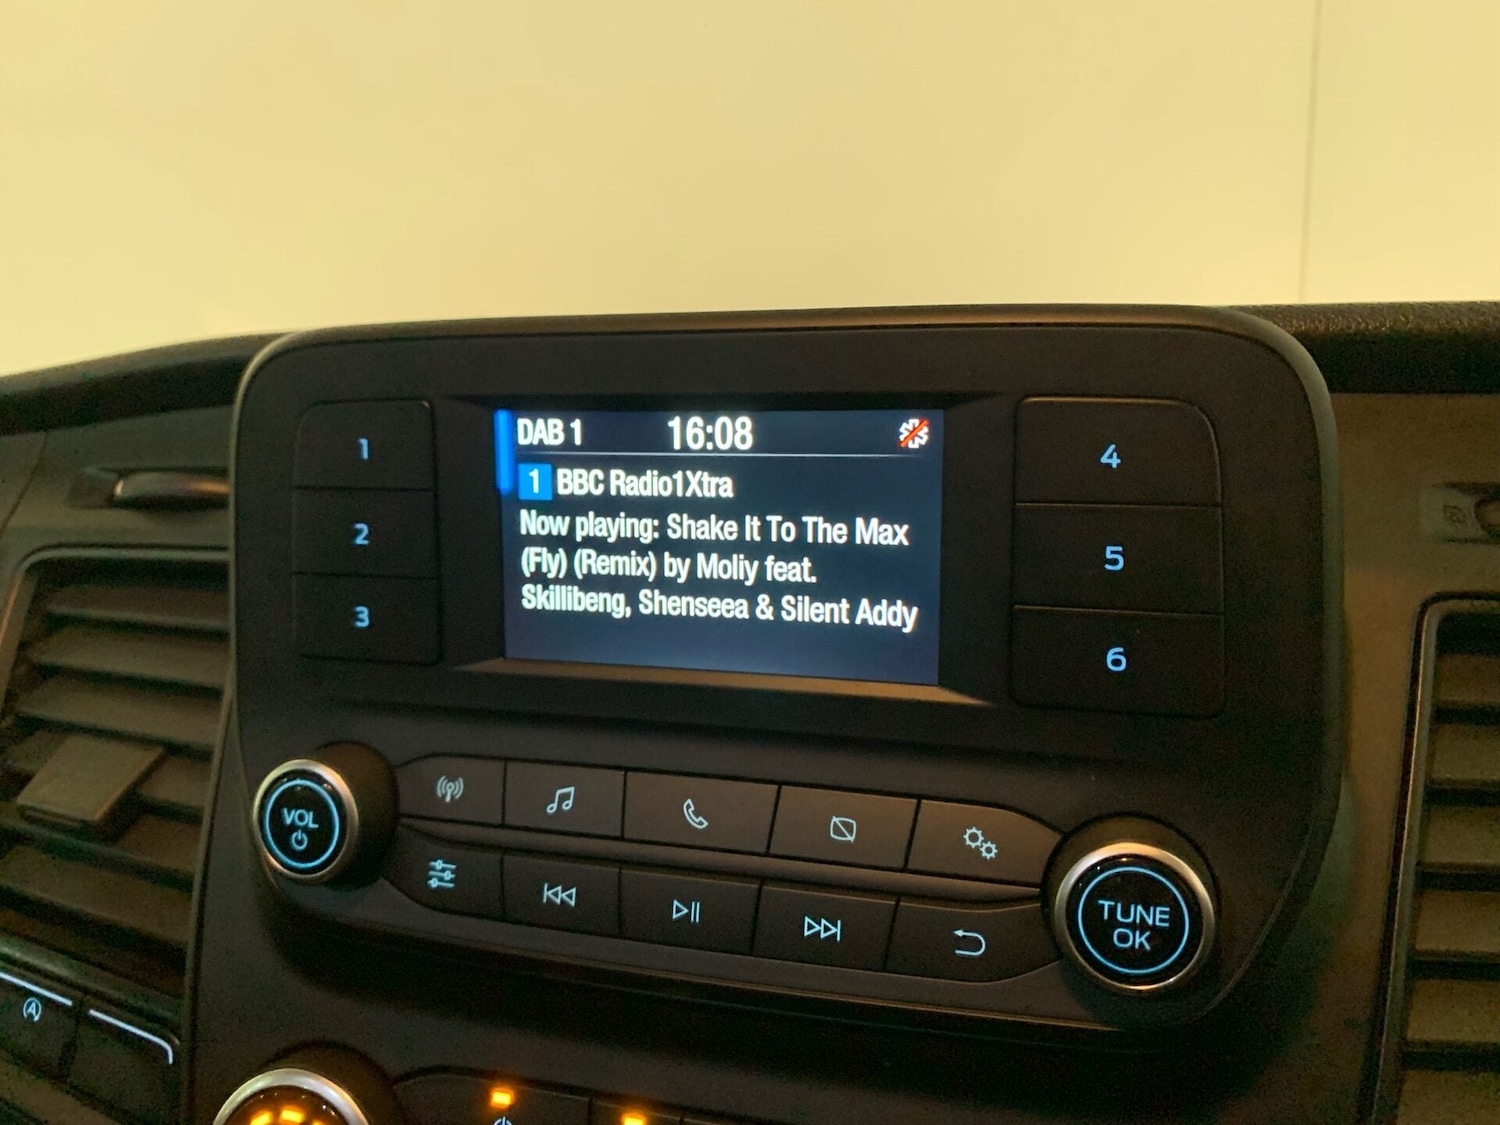 DAB 1 16:08
1 BBC Radio1Xtra
Now playing: Shake It To The Max
(Fly) (Remix) by Moliy feat.
Skillibeng, Shenseea & Silent Addy
1
2
3
4
5
6
VOL
TUNE
OK
A